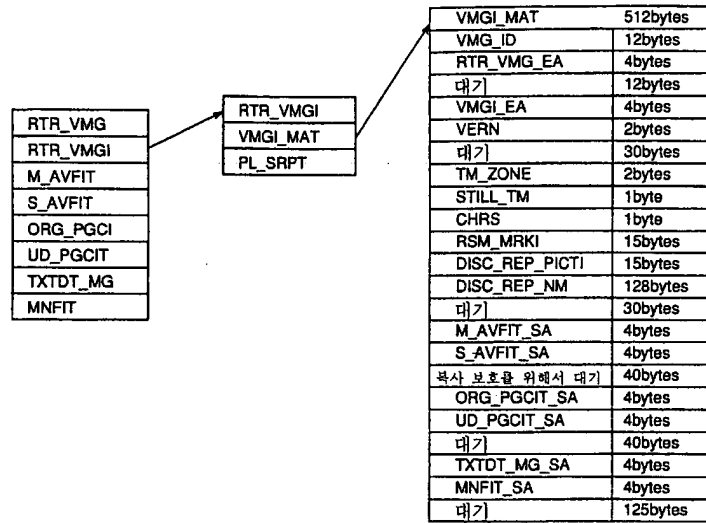 RTR_VMG
RTR_VMGI
M_AVFIT
S_AVFIT
ORG_PGCI
UD_PGCIT
TXTDT_MG
MNFIT
RTR_VMGI
VMGI_MAT
PL_SRPT
VMGI_MAT 512bytes
VMG_ID 12bytes
RTR_VMG_EA 4bytes
대기 12bytes
VMGI_EA 4bytes
VERN 2bytes
대기 30bytes
TM_ZONE 2bytes
STILL_TM 1byte
CHRS 1byte
RSM_MRKI 15bytes
DISC_REP_PICTI 15bytes
DISC_REP_NM 128bytes
대기 30bytes
M_AVFIT_SA 4bytes
S_AVFIT_SA 4bytes
복사 보호를 위해서 대기 40bytes
ORG_PGCIT_SA 4bytes
UD_PGCIT_SA 4bytes
대기 40bytes
TXTDT_MG_SA 4bytes
MNFIT_SA 4bytes
대기 125bytes